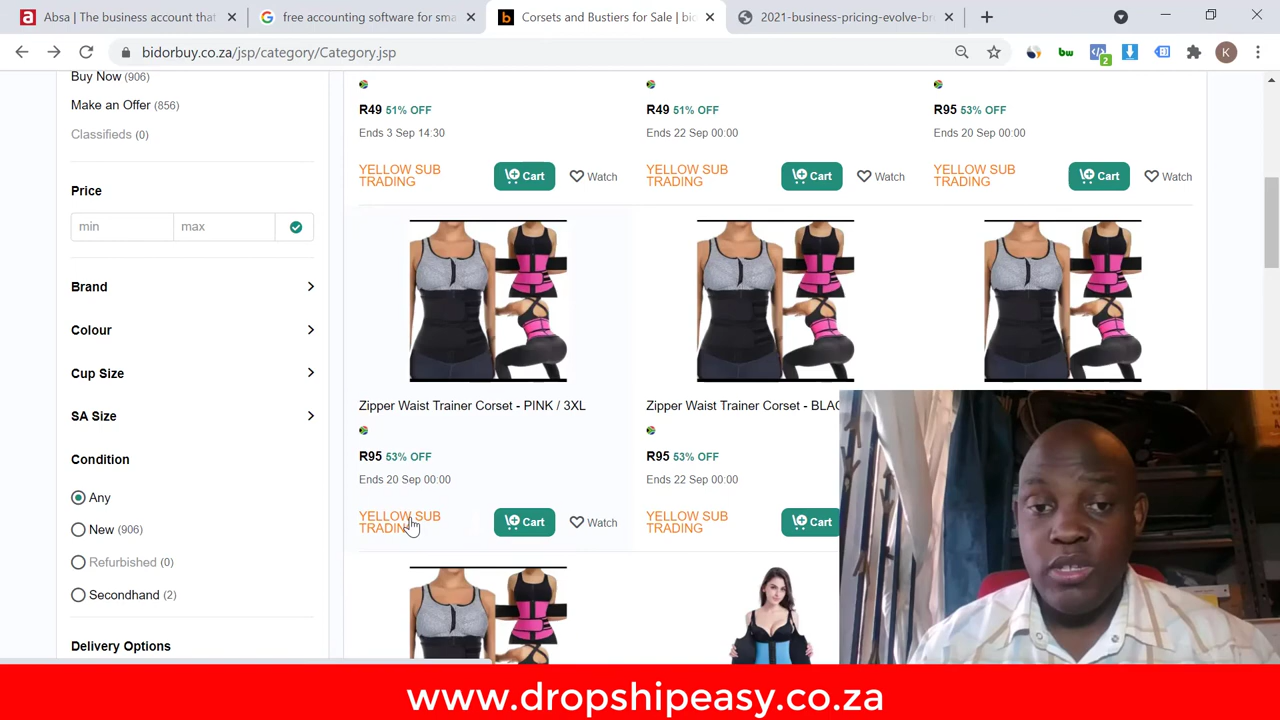 Absa | The business account that
free accounting software for sma
Corsets and Bustiers for Sale | bi
2021-business-pricing-evolve-br
bidorbuy.co.za/jsp/category/Category.jsp
bw
2
K
Buy Now (906)
Make an Offer (856)
Classifieds (0)
Price
min
max
Brand
Colour
Cup Size
SA Size
Condition
Any
New (906)
Refurbished (0)
Secondhand (2)
Delivery Options
R49 51% OFF
Ends 3 Sep 14:30
YELLOW SUB
TRADING
Cart
Watch
R49 51% OFF
Ends 22 Sep 00:00
YELLOW SUB
TRADING
Cart
Watch
R95 53% OFF
Ends 20 Sep 00:00
YELLOW SUB
TRADING
Cart
Watch
Zipper Waist Trainer Corset - PINK / 3XL
R95 53% OFF
Ends 20 Sep 00:00
YELLOW SUB
TRADING
Cart
Watch
Zipper Waist Trainer Corset - BLAC
R95 53% OFF
Ends 22 Sep 00:00
YELLOW SUB
TRADING
Cart
www.dropshipeasy.co.za